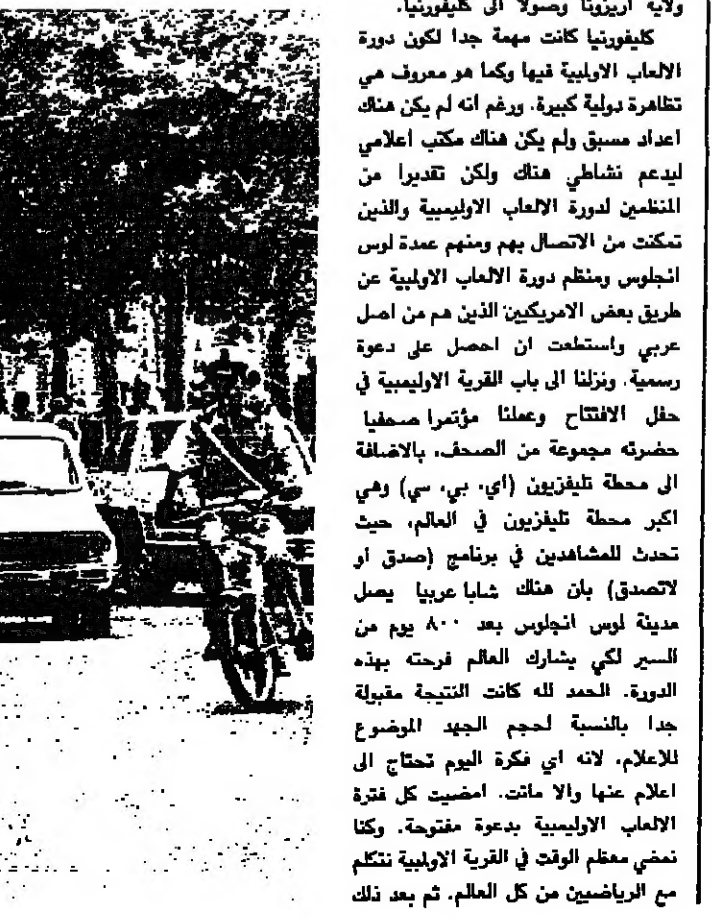 ولاية اريزونا وصولا الى كليفورنيا.
كليفورنيا كانت مهمة جدا لكون دورة
الالعاب الاولبية فيها وكما هو معروف هي
تظاهرة دولية كبيرة، ورغم انه لم يكن هناك
اعداد مسبق ولم يكن هناك مكتب اعلامي
ليدعم نشاطي هناك ولكن تقديرا من
المنظمين لدورة الالعاب الاوليمبية والذين
تمكنت من الاتصال بهم ومنهم عمدة لوس
انجلوس ومنظم دورة الالعاب الاولبية عن
طريق بعض الامريكيين الذين هم من اصل
عربي واستطعت ان احصل على دعوة
رسمية. ونزلنا الى باب القرية الاوليمبية في
حفل الافتتاح وعملنا مؤتمرا صحفيا
حضرته مجموعة من الصحف، بالاضافة
الى محطة تليفزيون (اي، بي، سي) وهي
اكبر محطة تليفزيون في العالم، حيث
تحدث للمشاهدين في برنامج (صدق او
لاتصدق) بان هناك شابا عربيا يصل
مدينة لوس انجلوس بعد ٨٠٠ يوم من
السير لكي يشارك العالم فرحته بهذه
الدورة. الحمد لله كانت النتيجة مقبولة
جدا بالنسبة لحجم الجهد الموضوع
للاعلام، لانه اي فكرة اليوم تحتاج الى
اعلام عنها والا ماتت. امضيت كل فترة
الالعاب الاوليمبية بدعوة مفتوحة. وكنا
نمضي معظم الوقت في القرية الاولبية نتكلم
مع الرياضيين من كل العالم. ثم بعد ذلك